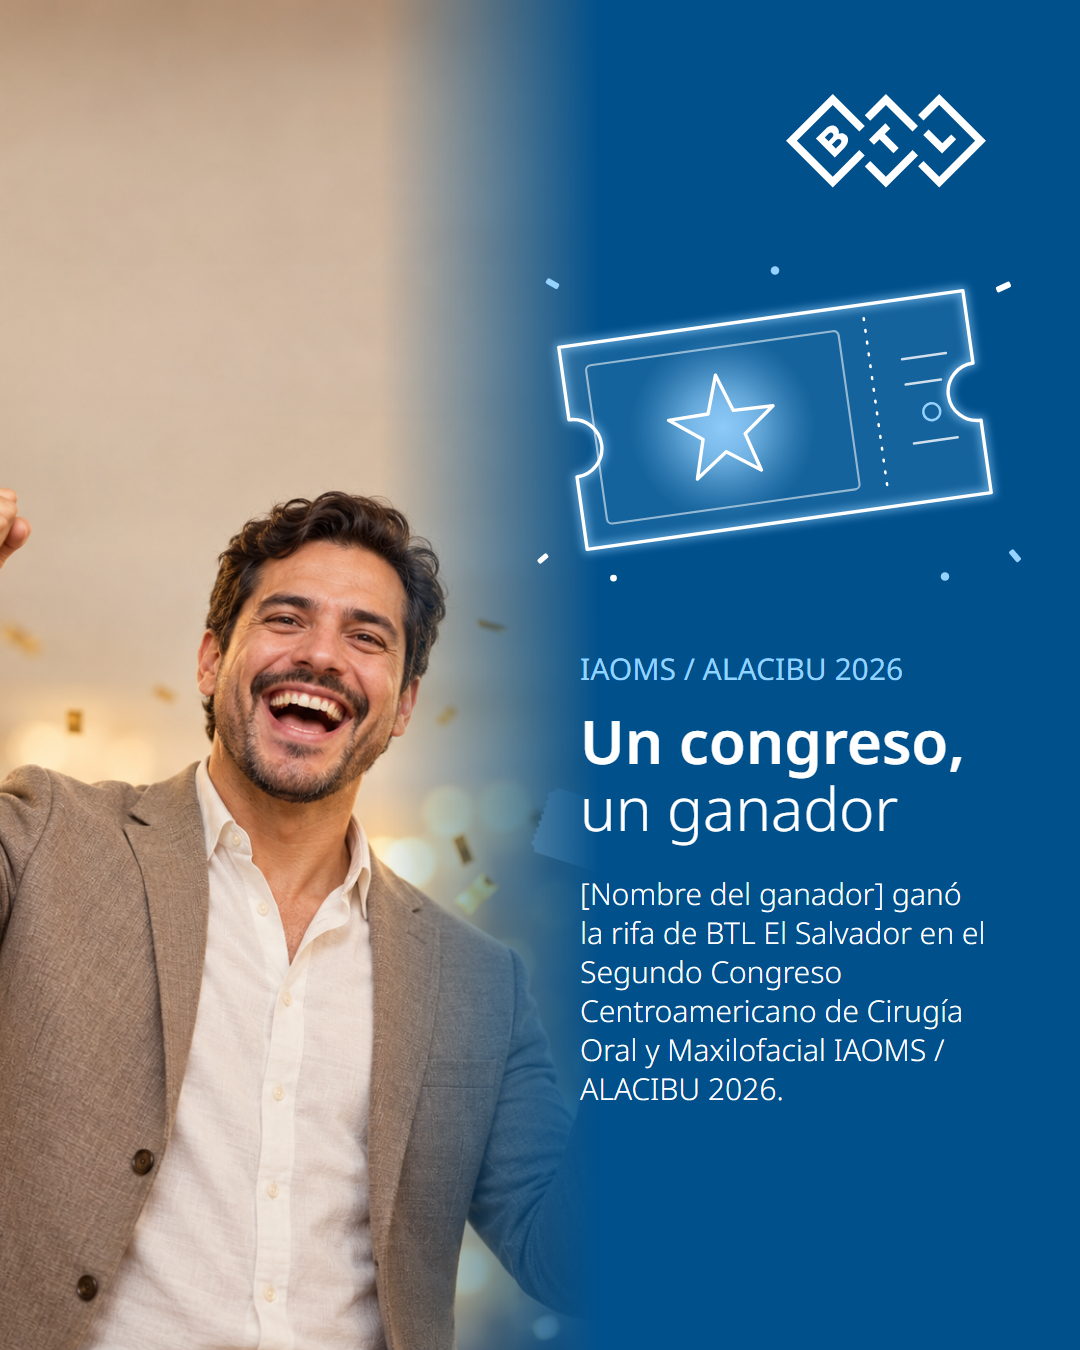 BTL
IAOMS / ALACIBU 2026
Un congreso,
un ganador
[Nombre del ganador] ganó
la rifa de BTL El Salvador en el
Segundo Congreso
Centroamericano de Cirugía
Oral y Maxilofacial IAOMS /
ALACIBU 2026.